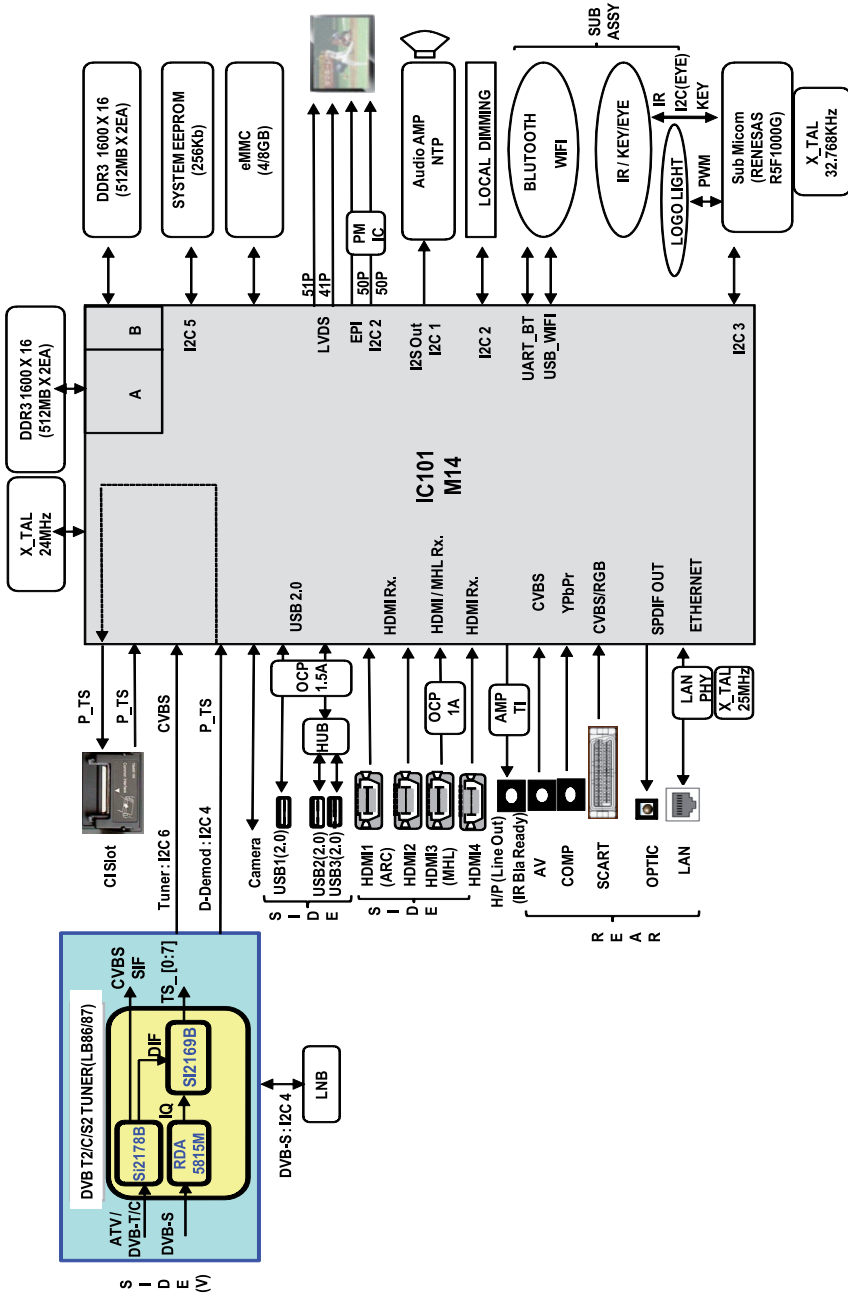 S
I
D
E
(V)
ATV /
DVB-T/C
DVB-S
DVB T2/C/S2 TUNER(LB86/87)
Si2178B
RDA
5815M
IQ
DIF
SI2169B
CVBS
SIF
TS_ [0:7]
DVB-S : I2C 4
LNB
CI Slot
P_TS
P_TS
Tuner : I2C 6
CVBS
D-Demod : I2C 4
P_TS
Camera
S
I
D
E
USB1(2.0)
USB2(2.0)
USB3(2.0)
HUB
OCP
1.5A
USB 2.0
S
I
D
E
HDMI1
(ARC)
HDMI2
HDMI3
(MHL)
HDMI4
OCP
1A
HDMI Rx.
HDMI / MHL Rx.
HDMI Rx.
R
E
A
R
H/P (Line Out)
(IR Bla Ready)
AV
COMP
SCART
OPTIC
LAN
AMP
TI
LAN
PHY
X_TAL
25MHz
CVBS
YPbPr
CVBS/RGB
SPDIF OUT
ETHERNET
X_TAL
24MHz
DDR3 1600 X 16
(512MB X 2EA)
A
B
IC101
M14
I2C 5
LVDS
EPI
I2C 2
I2S Out
I2C 1
I2C 2
UART_BT
USB_WIFI
I2C 3
DDR3 1600 X 16
(512MB X 2EA)
SYSTEM EEPROM
(256Kb)
eMMC
(4/8GB)
51P
41P
50P
50P
PM
IC
Audio AMP
NTP
LOCAL DIMMING
BLUTOOTH
WIFI
IR / KEY/EYE
LOGO LIGHT
SUB
ASSY
PWM
IR
I2C(EYE)
KEY
Sub Micom
(RENESAS
R5F1000G)
X_TAL
32.768KHz